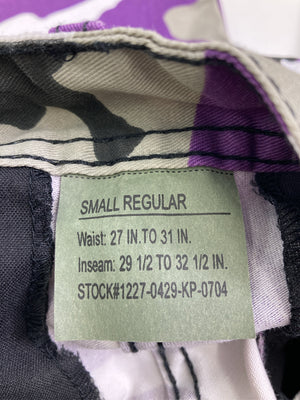 SMALL REGULAR
Waist: 27 IN.TO 31 IN.
Inseam: 29 1/2 TO 32 1/2 IN.
STOCK#1227-0429-KP-0704